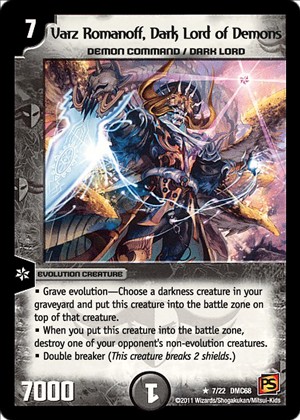 7 Varz Romanoff, Dark Lord of Demons
DEMON COMMAND / DARK LORD
EVOLUTION CREATURE
▪ Grave evolution—Choose a darkness creature in your
graveyard and put this creature into the battle zone on
top of that creature.
▪ When you put this creature into the battle zone,
destroy one of your opponent's non-evolution creatures.
▪ Double breaker (This creature breaks 2 shields.)
7000
1
★ 7/22 DMC68
©2011 Wizards/Shogakukan/Mitsui-Kids
PS